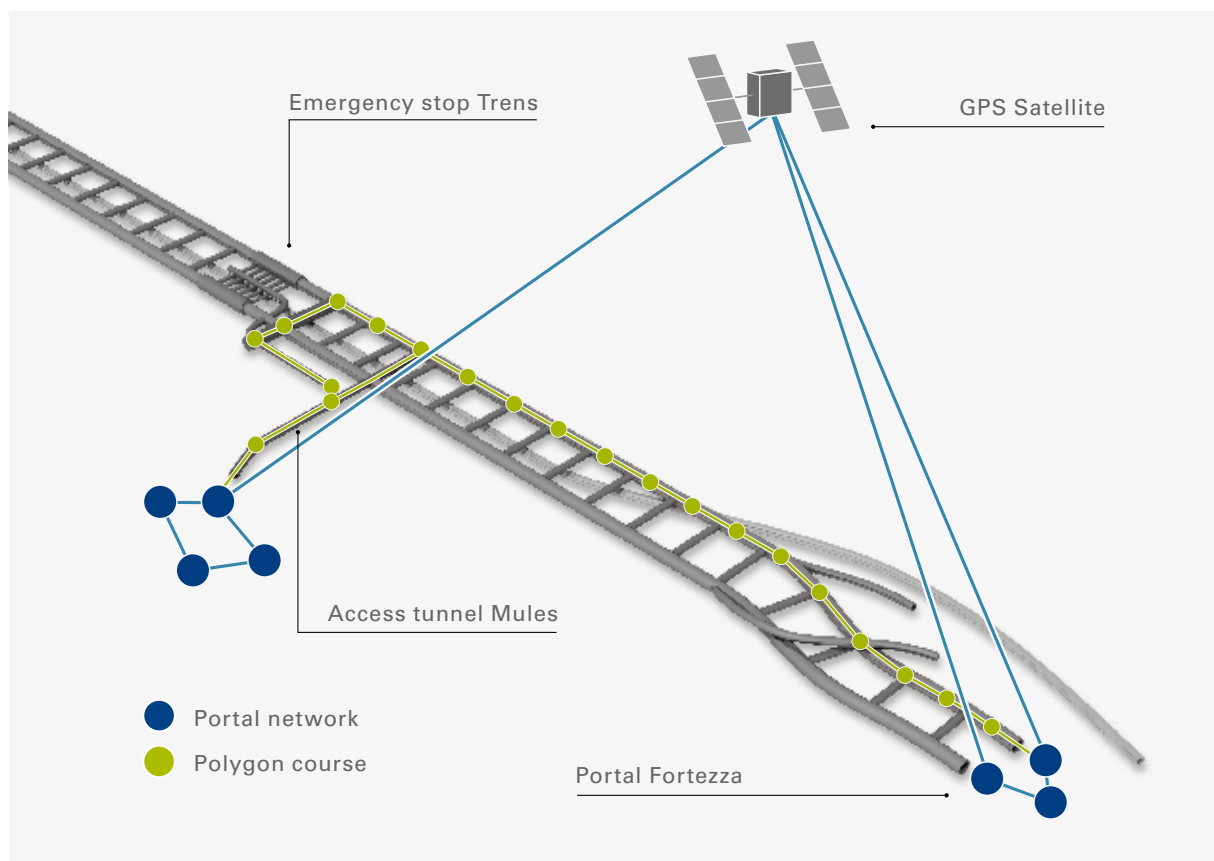 Emergency stop Trens
GPS Satellite
Access tunnel Mules
Portal network
Polygon course
Portal Fortezza